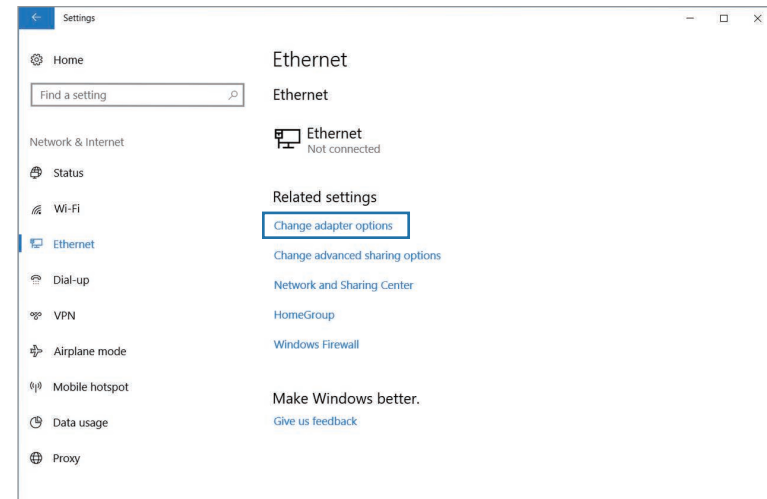 Settings
Home
Find a setting
Network & Internet
Status
Wi-Fi
Ethernet
Dial-up
VPN
Airplane mode
Mobile hotspot
Data usage
Proxy
Ethernet
Ethernet
Ethernet
Not connected
Related settings
Change adapter options
Change advanced sharing options
Network and Sharing Center
HomeGroup
Windows Firewall
Make Windows better.
Give us feedback